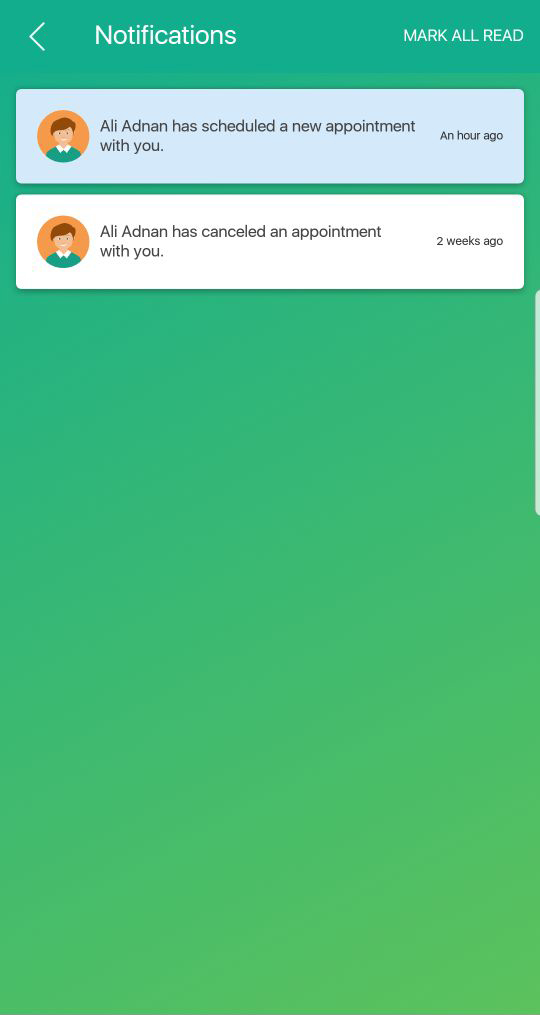 Notifications
MARK ALL READ
Ali Adnan has scheduled a new appointment
with you.
An hour ago
Ali Adnan has canceled an appointment
with you.
2 weeks ago